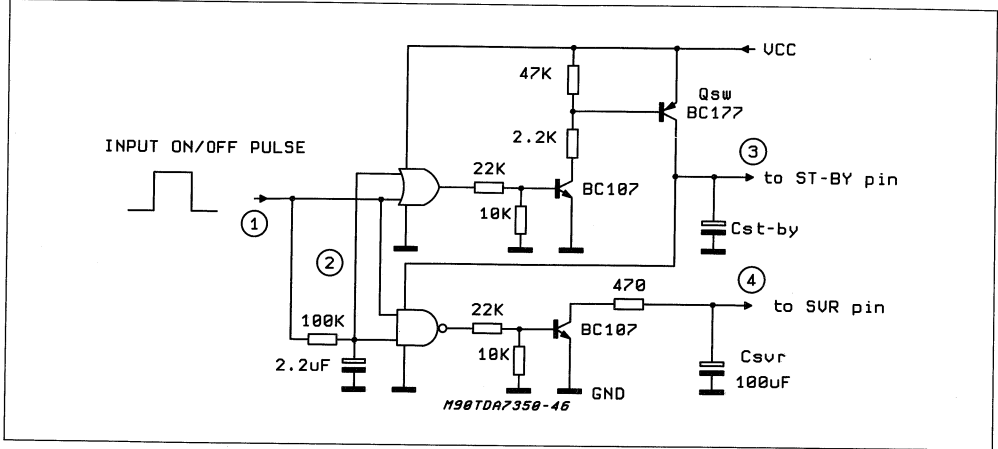 VCC
47K
Qsw
BC177
2.2K
INPUT ON/OFF PULSE
3
22K
to ST-BY pin
BC107
10K
1
Cst-by
2
4
470
to SVR pin
22K
100K
BC107
10K
2.2uF
Csvr
100uF
GND
M90TDA7350-46